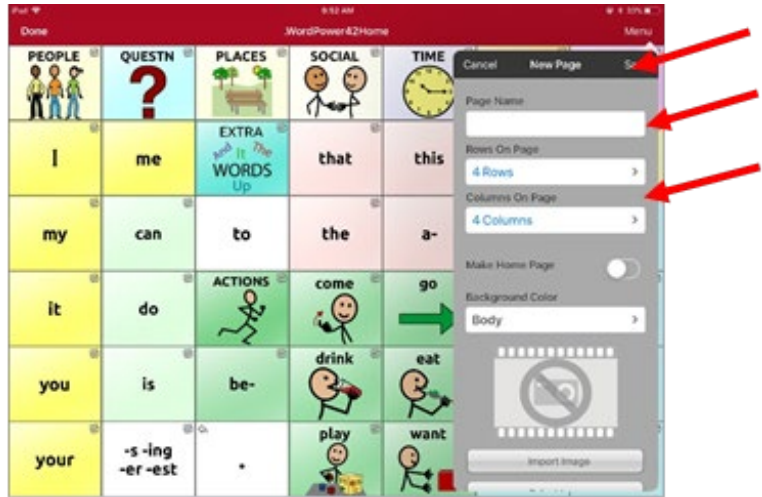 iPad 9:52 AM
Done .WordPower42Home Menu
PEOPLE QUESTN PLACES SOCIAL TIME
Cancel New Page
Page Name
I me EXTRA And It The WORDS Up that this
Rows On Page
4 Rows
Columns On Page
4 Columns
my can to the a-
Make Home Page
it do ACTIONS come go
Background Color
Body
you is be- drink eat
your -s -ing play want
-er -est .
Import Image